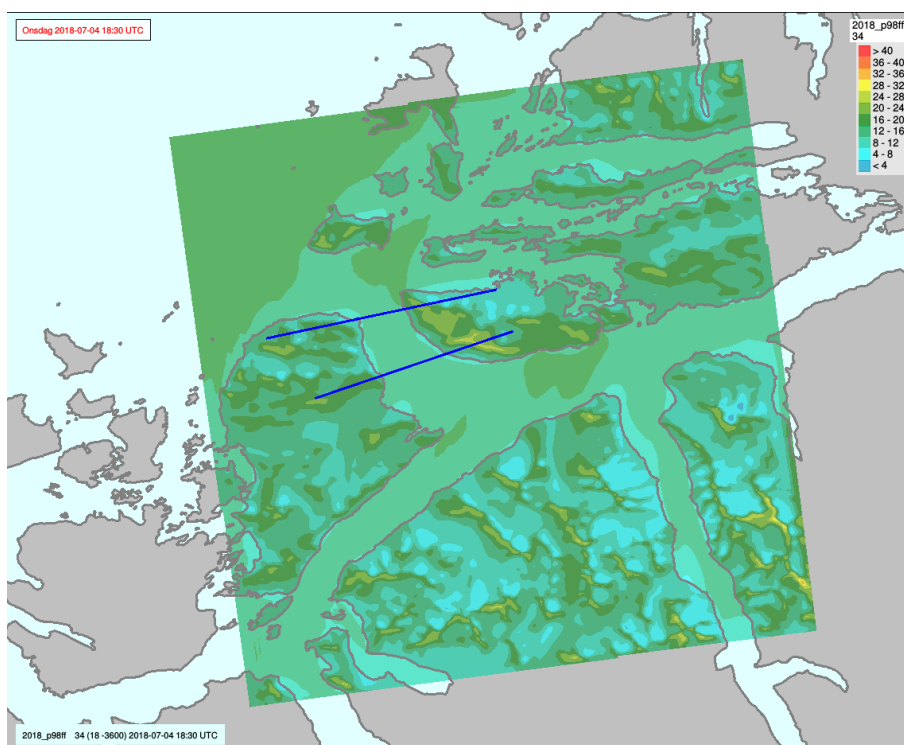 Onsdag 2018-07-04 18:30 UTC
2018_p98ff
34
> 40
36 - 40
32 - 36
28 - 32
24 - 28
20 - 24
16 - 20
12 - 16
8 - 12
4 - 8
< 4
2018_p98ff 34 (18 -3600) 2018-07-04 18:30 UTC